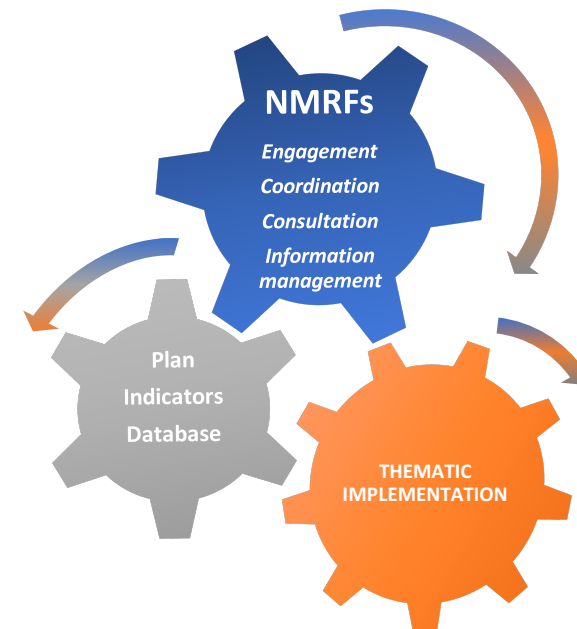 NMRFs
Engagement
Coordination
Consultation
Information
management
Plan
Indicators
Database
THEMATIC
IMPLEMENTATION